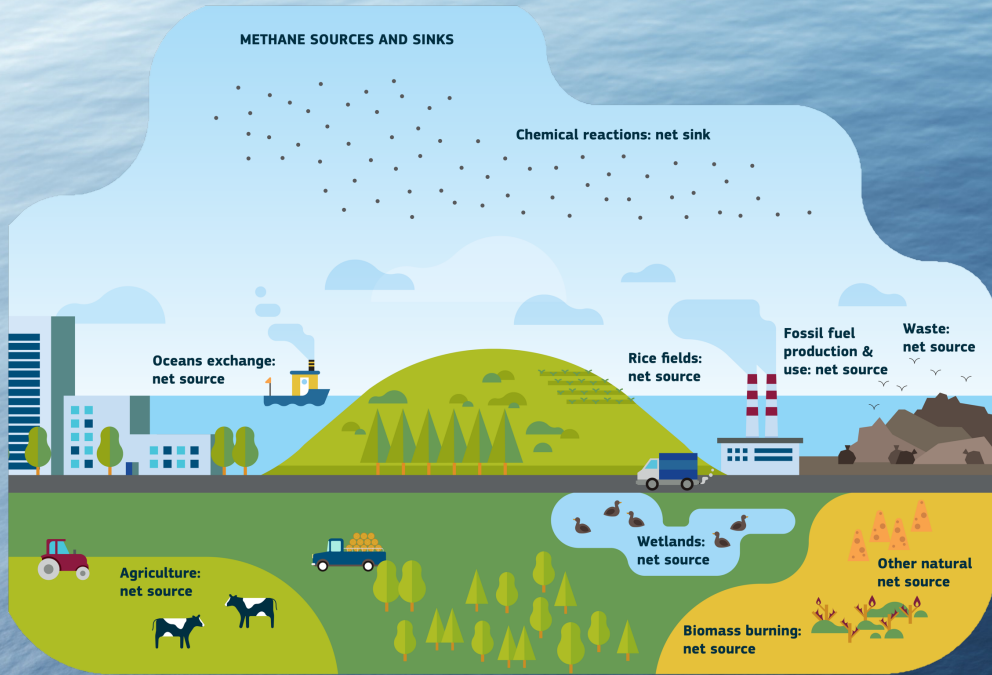 METHANE SOURCES AND SINKS
Chemical reactions: net sink
Oceans exchange:
net source
Rice fields:
net source
Fossil fuel
production &
use: net source
Waste:
net source
Wetlands:
net source
Agriculture:
net source
Other natural
net source
Biomass burning:
net source